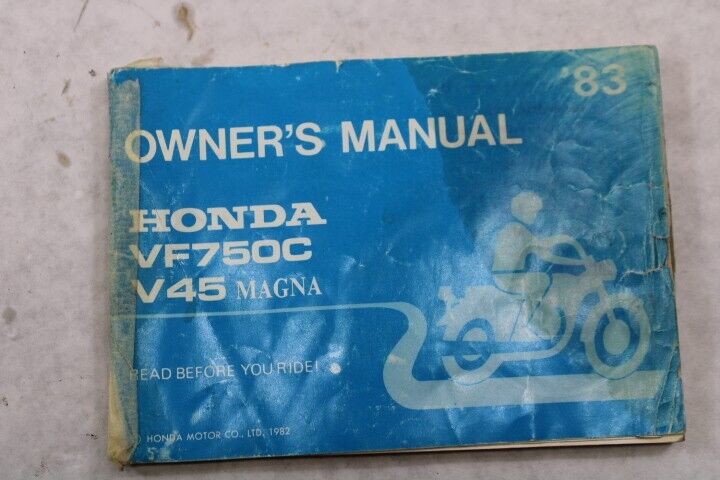 '83
OWNER'S MANUAL
HONDA
VF750C
V45 MAGNA
READ BEFORE YOU RIDE!
© HONDA MOTOR CO., LTD. 1982